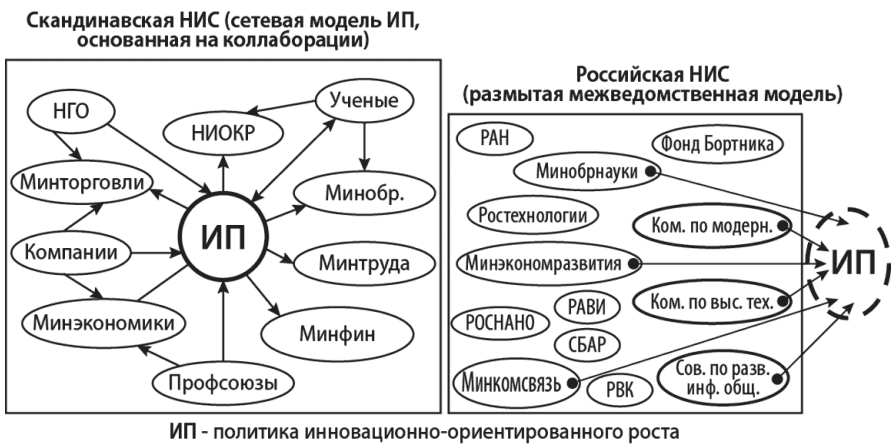 Скандинавская НИС (сетевая модель ИП,
основанная на коллаборации)
НГО
Ученые
НИОКР
Минторговли
Минобр.
ИП
Компании
Минтруда
Минэкономики
Минфин
Профсоюзы
Российская НИС
(размытая межведомственная модель)
РАН
Фонд Бортника
Минобрнауки
Ростехнологии
Ком. по модерн.
Минэкономразвития
ИП
РАВИ
Ком. по выс. тех.
РОСНАНО
СБАР
Минкомсвязь
РВК
Сов. по разв.
инф. общ.
ИП - политика инновационно-ориентированного роста